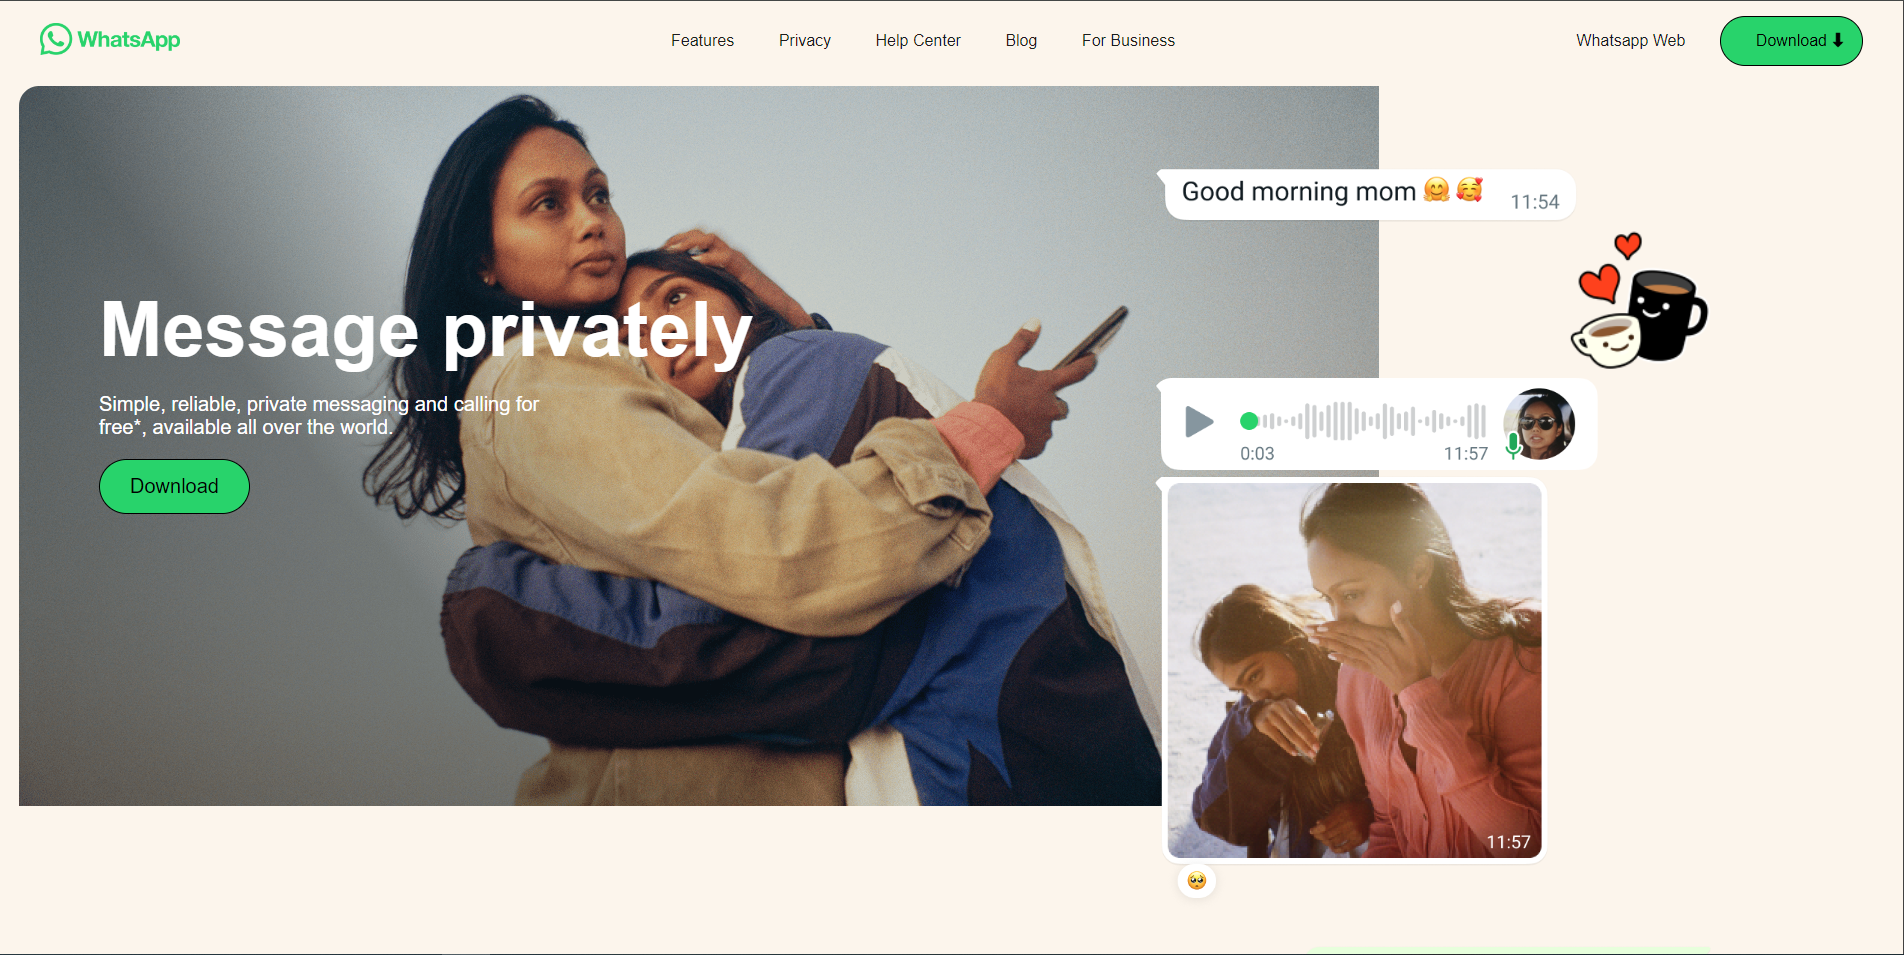 WhatsApp
Features Privacy Help Center Blog For Business
Whatsapp Web
Download ⬇
Message privately
Simple, reliable, private messaging and calling for
free*, available all over the world.
Download
Good morning mom 🤗 🥰 11:54
0:03 11:57
11:57